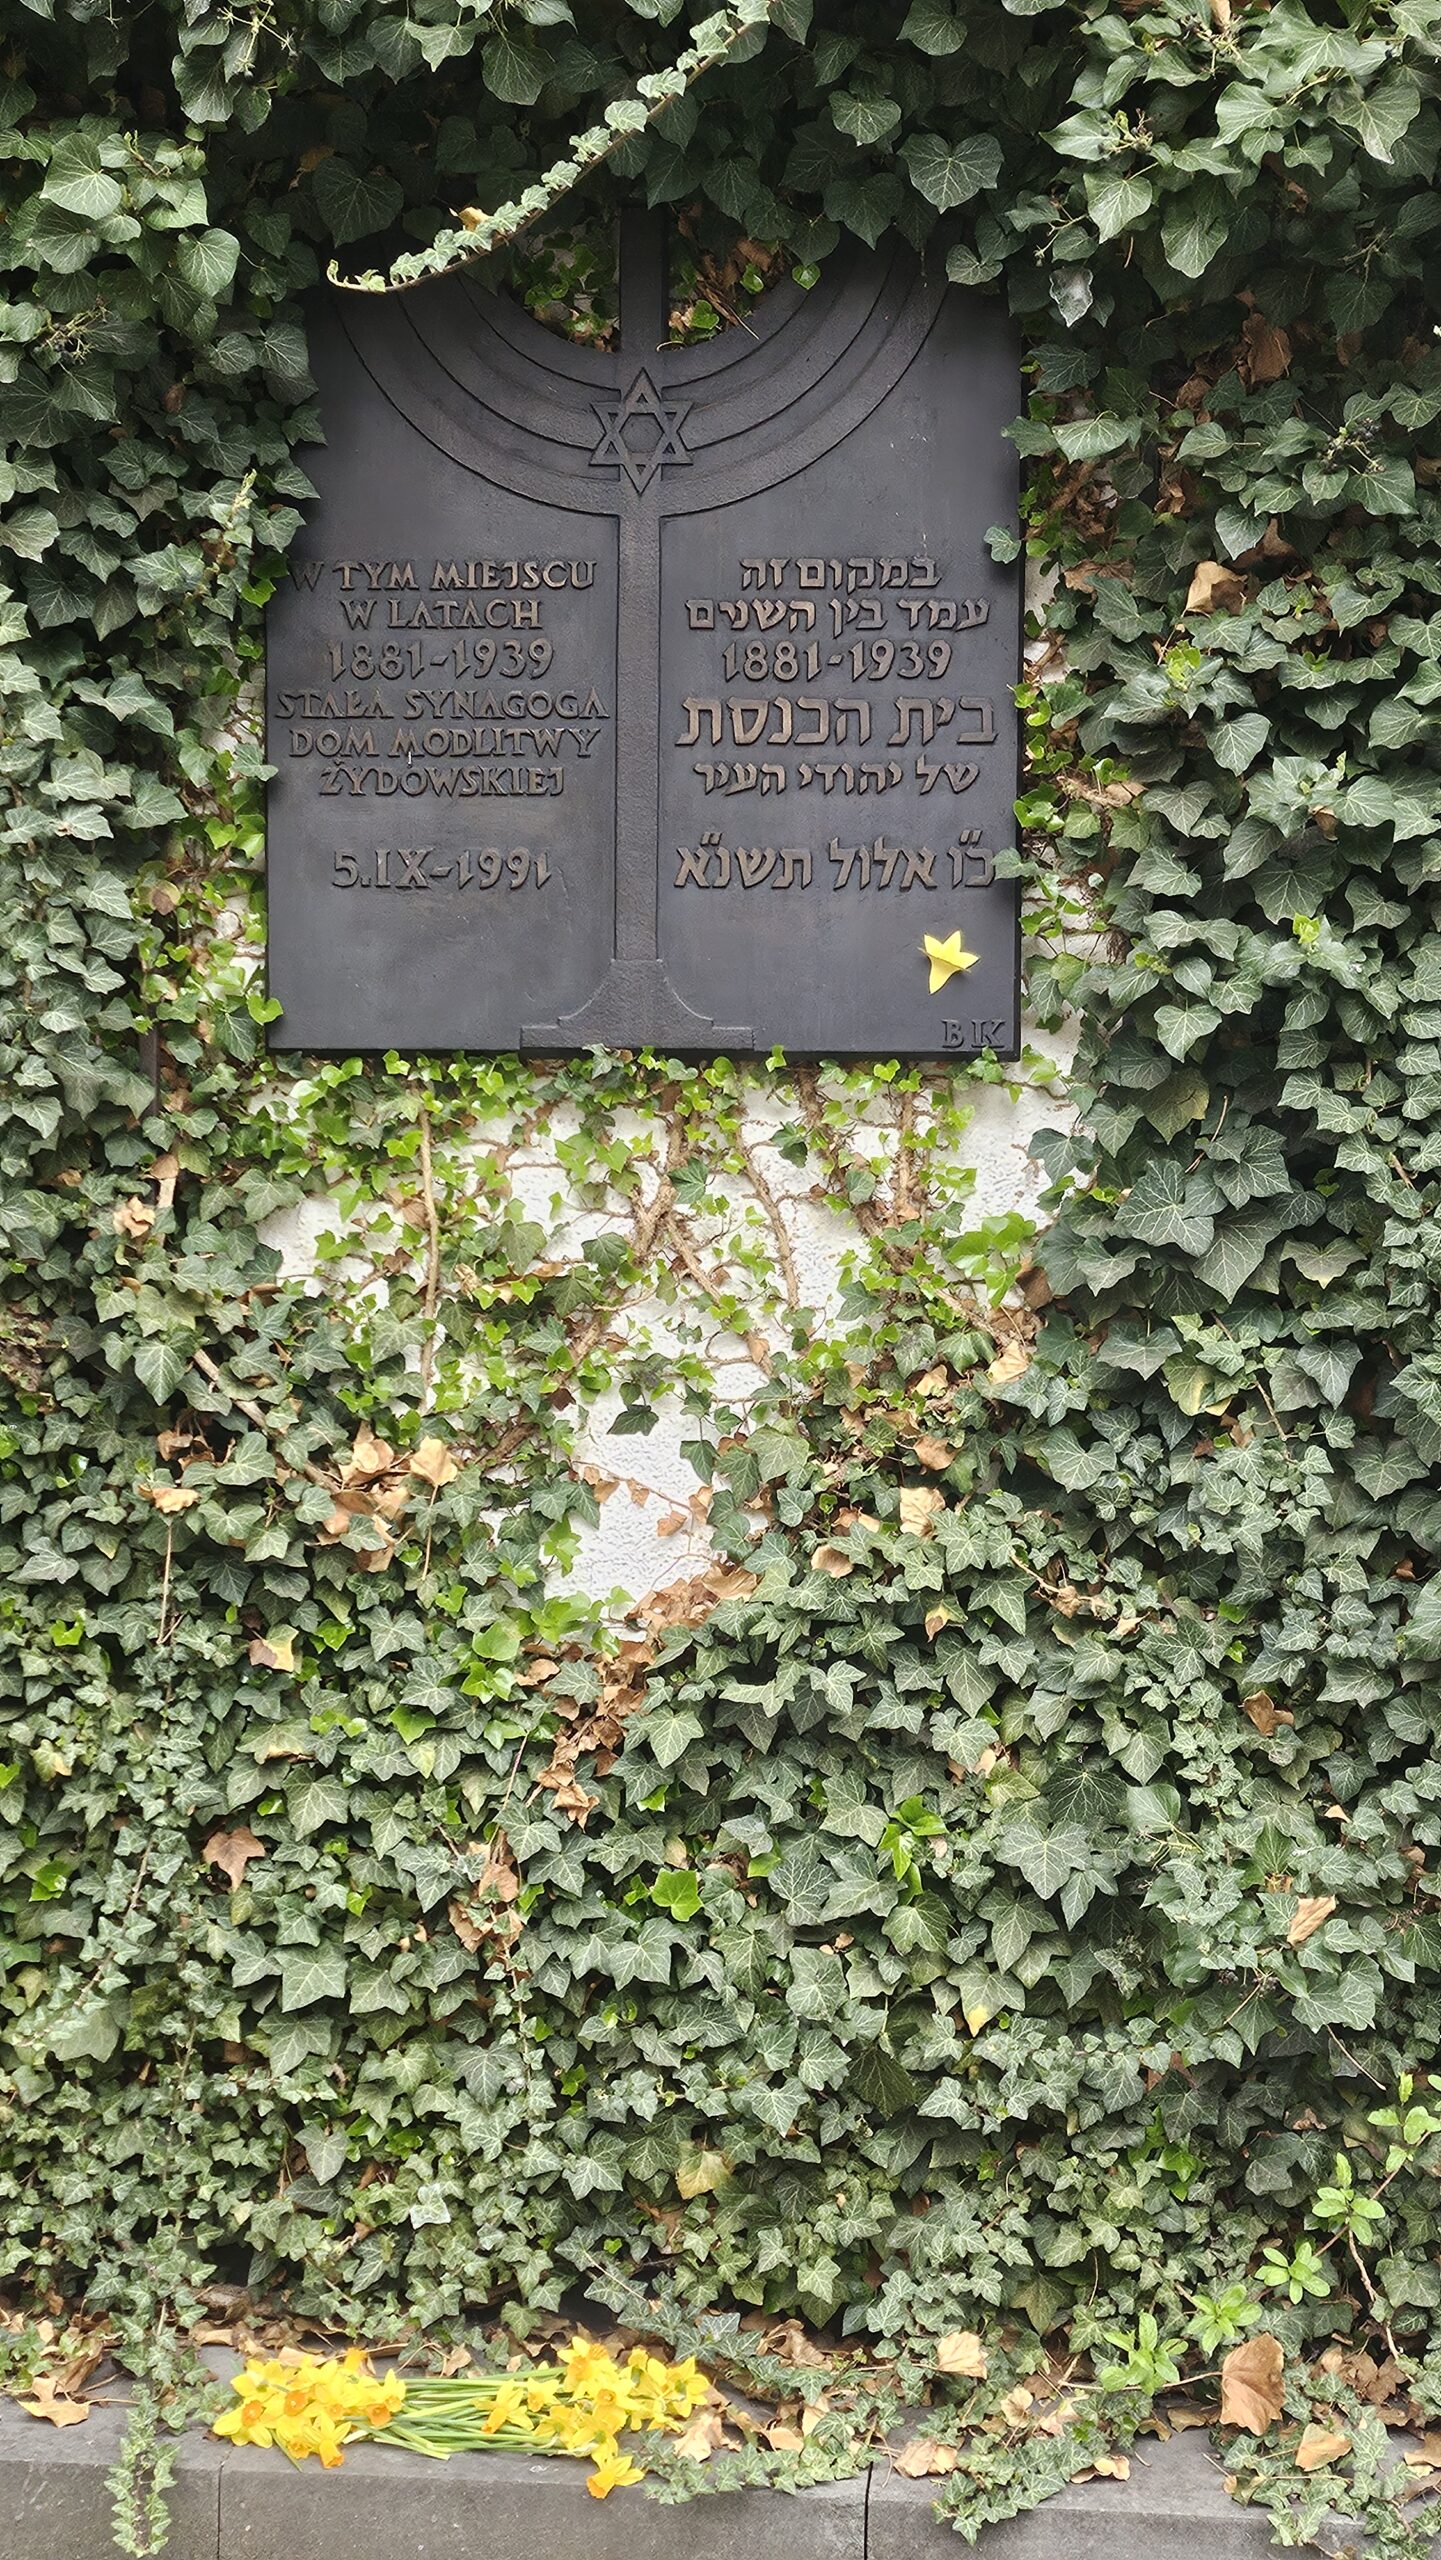 W TYM MIEJSCU
W LATACH
1881-1939
STAŁA SYNAGOGA
DOM MODLITWY
ŻYDOWSKIEJ
5.IX-1991
במקום זה
עמד בין השנים
1881-1939
בית הכנסת
של יהודי העיר
כ"ו אלול תשנ"א
BK